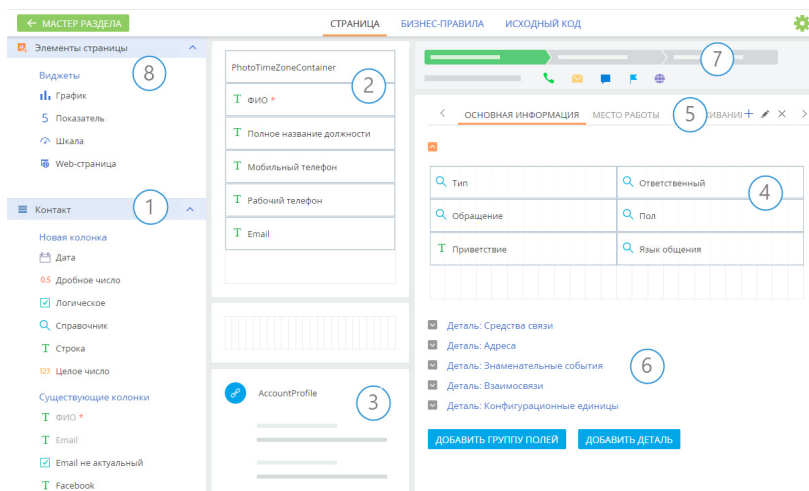 ← МАСТЕР РАЗДЕЛА
СТРАНИЦА БИЗНЕС-ПРАВИЛА ИСХОДНЫЙ КОД
Элементы страницы
8
Виджеты
График
5 Показатель
Шкала
Web-страница
Контакт
1
Новая колонка
Дата
0,5 Дробное число
Логическое
Справочник
T Строка
123 Целое число
Существующие колонки
T ФИО *
T Email
Email не актуальный
T Facebook
PhotoTimeZoneContainer
2
T ФИО *
T Полное название должности
T Мобильный телефон
T Рабочий телефон
T Email
AccountProfile
3
7
ОСНОВНАЯ ИНФОРМАЦИЯ МЕСТО РАБОТЫ
5
Тип Ответственный
4
Обращение Пол
T Приветствие Язык общения
Деталь: Средства связи
Деталь: Адреса
Деталь: Знаменательные события
6
Деталь: Взаимосвязи
Деталь: Конфигурационные единицы
ДОБАВИТЬ ГРУППУ ПОЛЕЙ ДОБАВИТЬ ДЕТАЛЬ